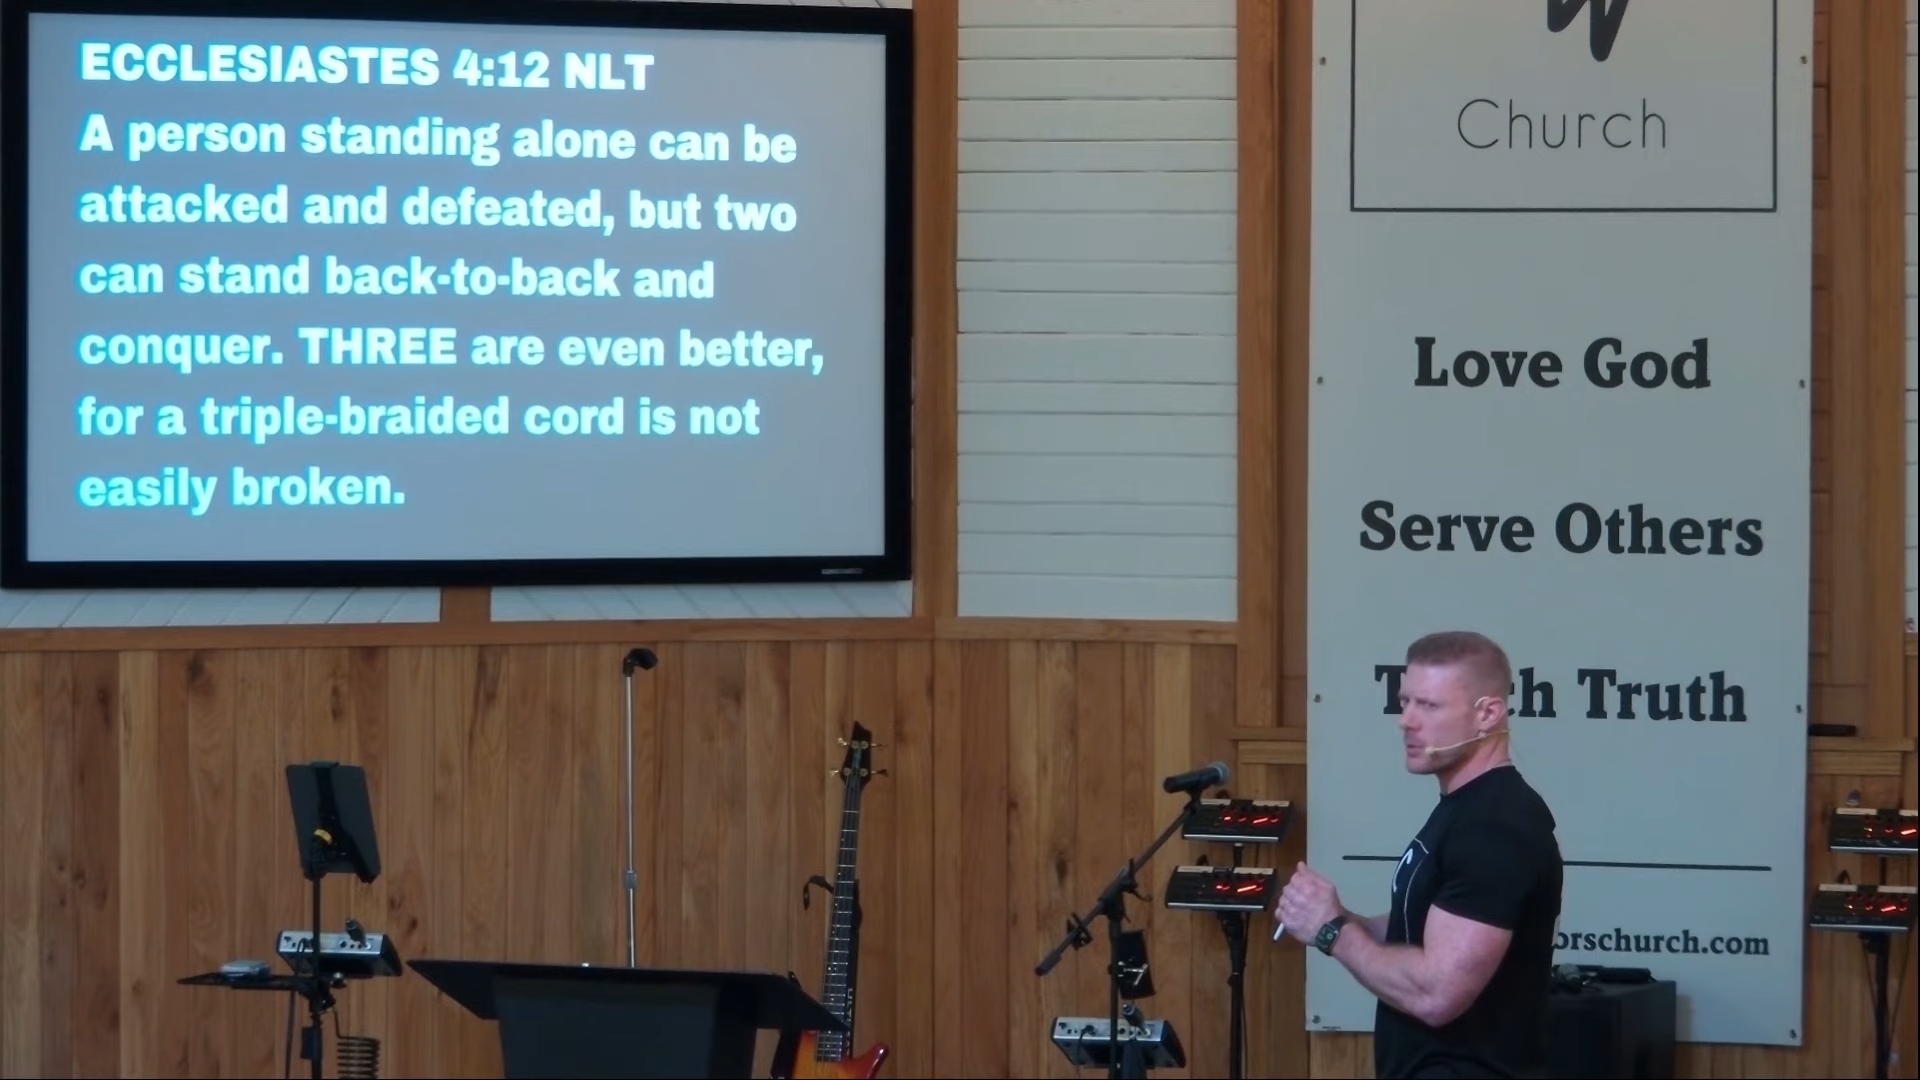 ECCLESIASTES 4:12 NLT
A person standing alone can be
attacked and defeated, but two
can stand back-to-back and
conquer. THREE are even better,
for a triple-braided cord is not
easily broken.
W
Church
Love God
Serve Others
Truth
orschurch.com